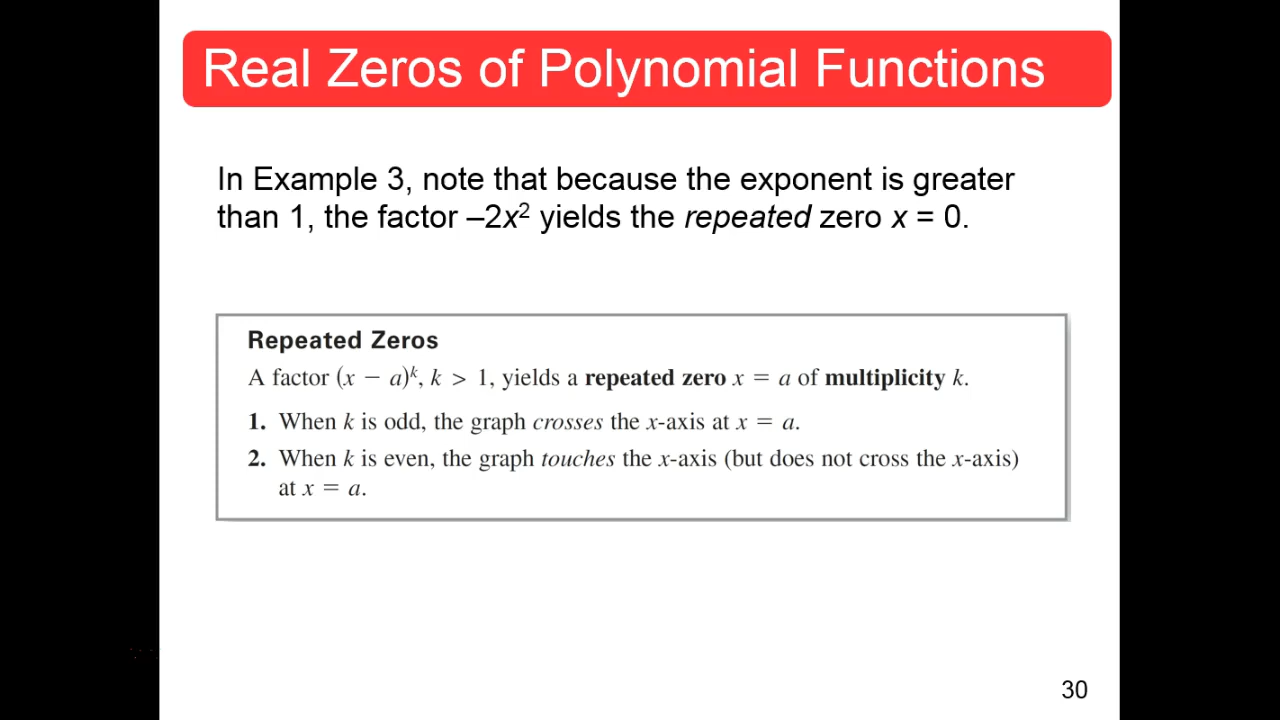 Real Zeros of Polynomial Functions
In Example 3, note that because the exponent is greater
than 1, the factor –2x² yields the repeated zero x = 0.
Repeated Zeros
A factor (x − a)ᵏ, k > 1, yields a repeated zero x = a of multiplicity k.
1. When k is odd, the graph crosses the x-axis at x = a.
2. When k is even, the graph touches the x-axis (but does not cross the x-axis)
at x = a.
30